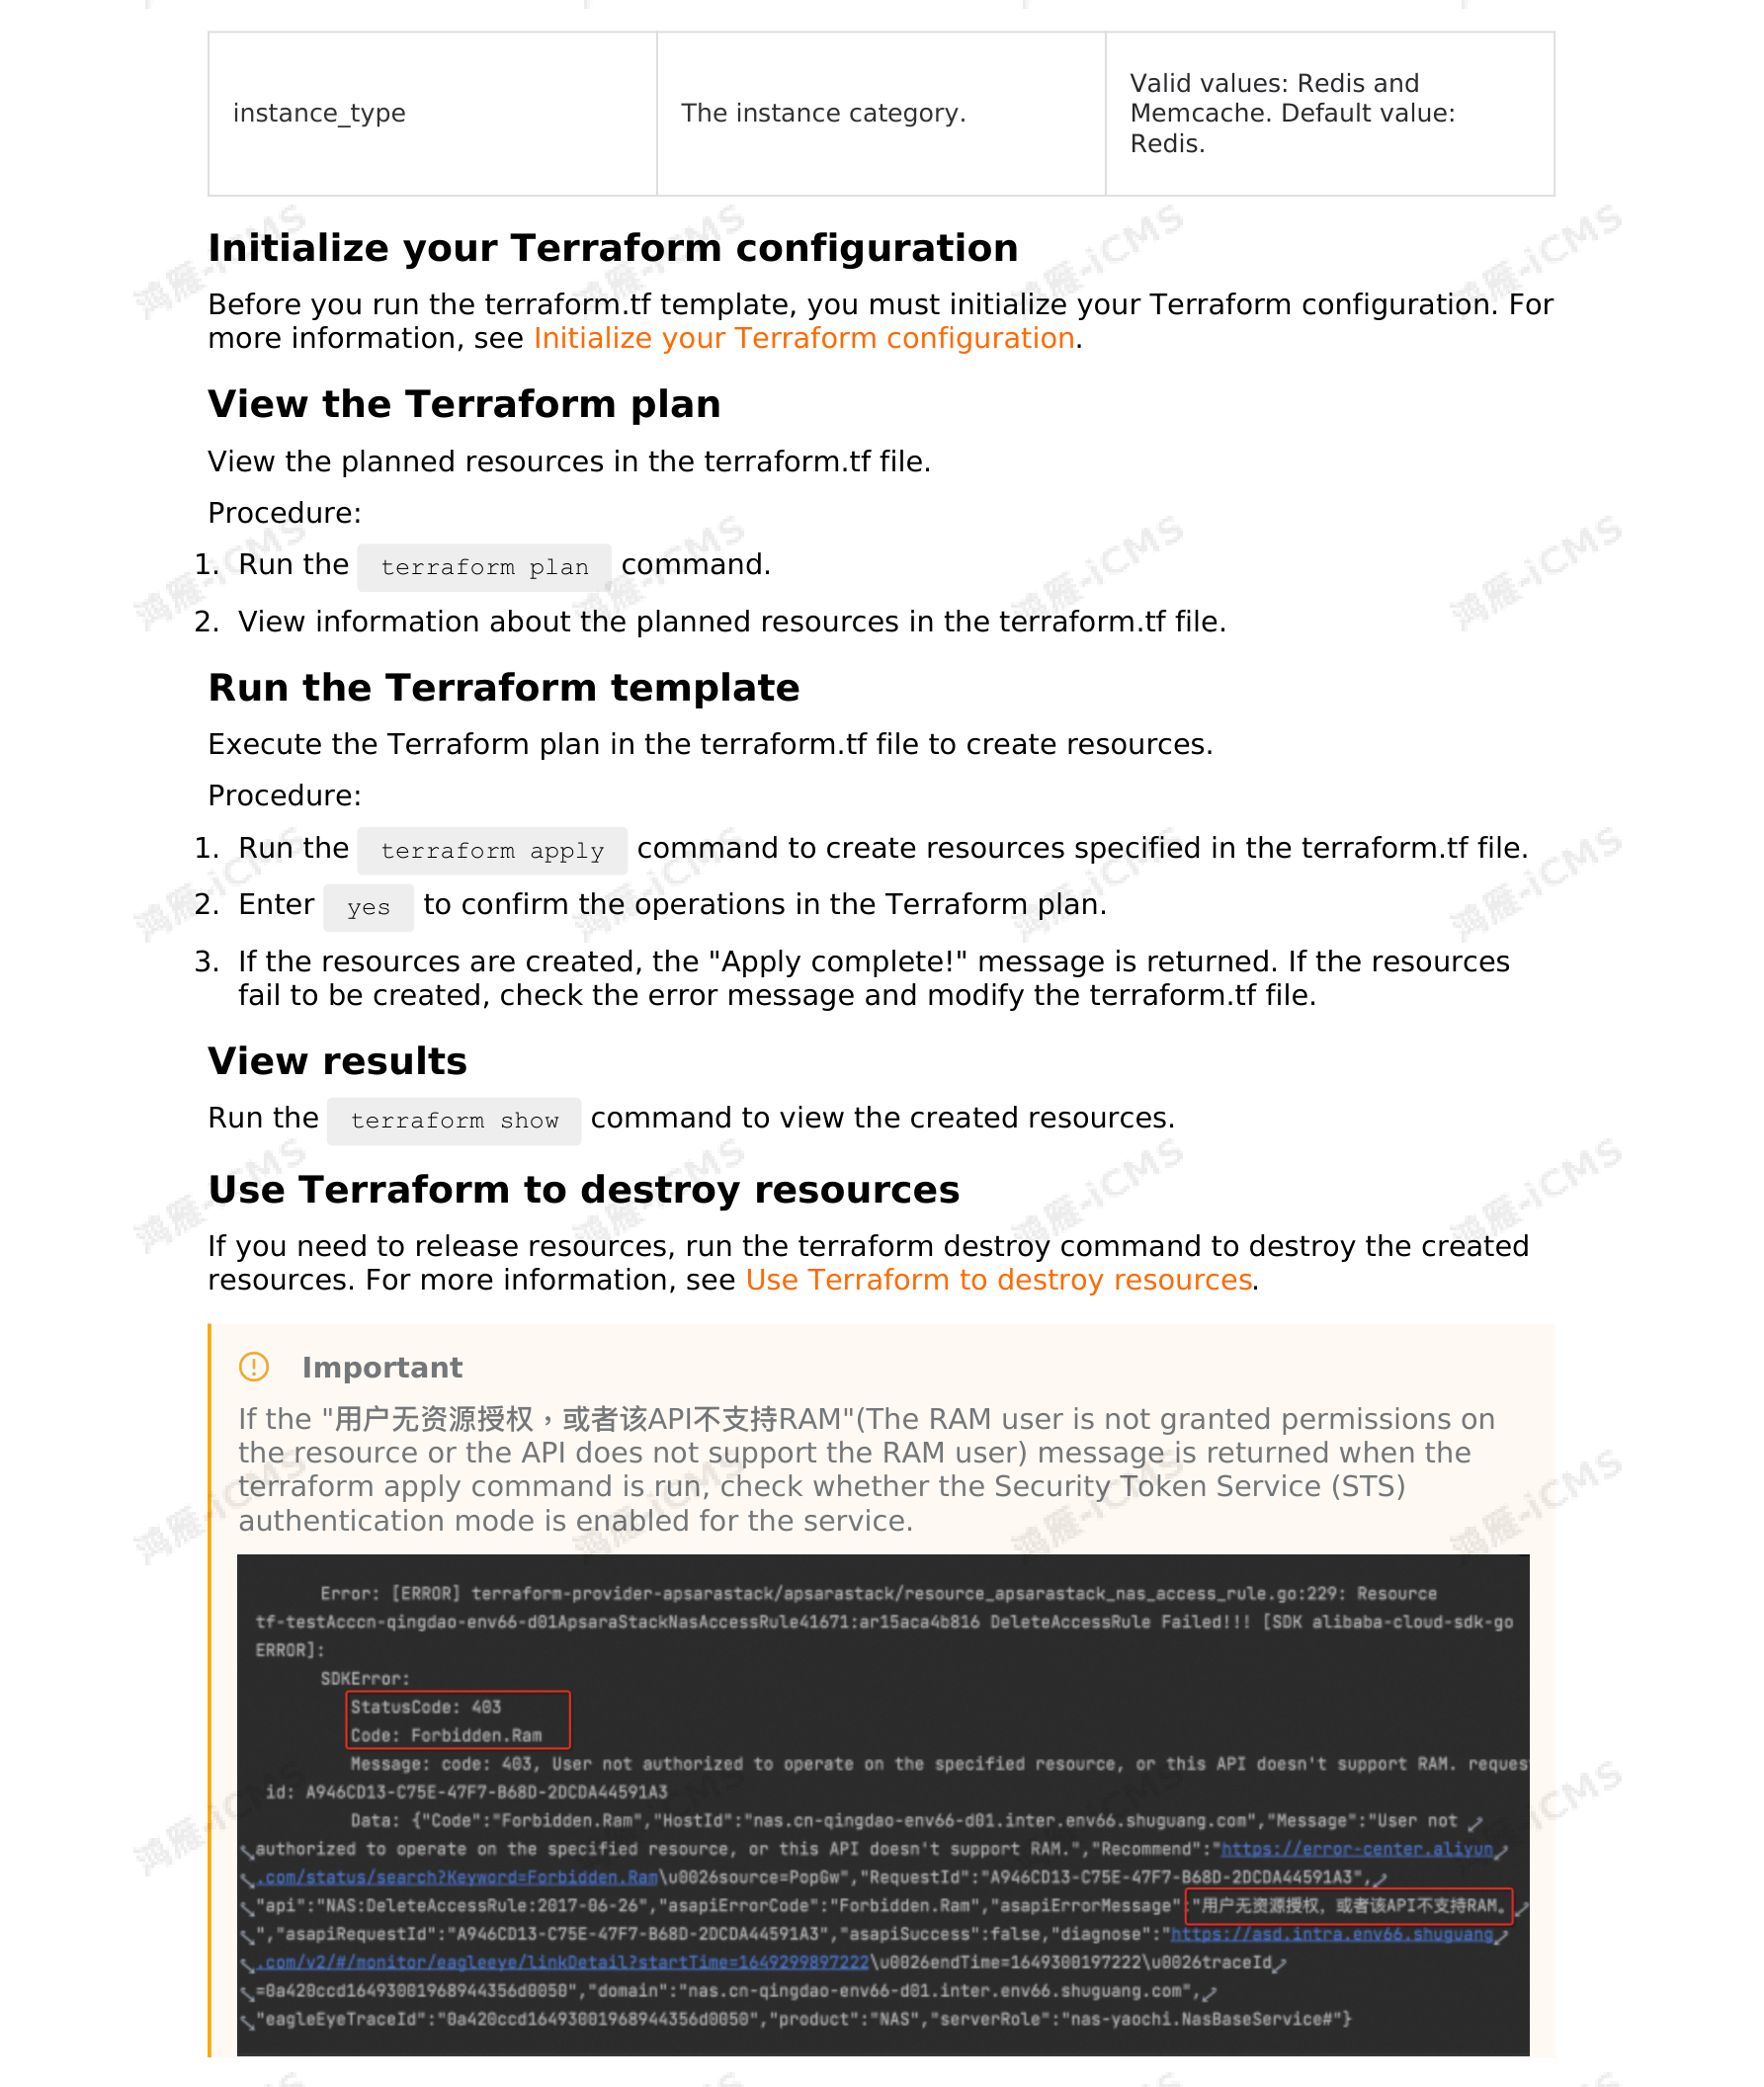 instance_type
The instance category.
Valid values: Redis and
Memcache. Default value:
Redis.
Initialize your Terraform configuration
Before you run the terraform.tf template, you must initialize your Terraform configuration. For
more information, see Initialize your Terraform configuration.
View the Terraform plan
View the planned resources in the terraform.tf file.
Procedure:
1. Run the terraform plan command.
2. View information about the planned resources in the terraform.tf file.
Run the Terraform template
Execute the Terraform plan in the terraform.tf file to create resources.
Procedure:
1. Run the terraform apply command to create resources specified in the terraform.tf file.
2. Enter yes to confirm the operations in the Terraform plan.
3. If the resources are created, the "Apply complete!" message is returned. If the resources
fail to be created, check the error message and modify the terraform.tf file.
View results
Run the terraform show command to view the created resources.
Use Terraform to destroy resources
If you need to release resources, run the terraform destroy command to destroy the created
resources. For more information, see Use Terraform to destroy resources.
Important
If the "用户无资源授权，或者该API不支持RAM"(The RAM user is not granted permissions on
the resource or the API does not support the RAM user) message is returned when the
terraform apply command is run, check whether the Security Token Service (STS)
authentication mode is enabled for the service.
Error: [ERROR] terraform-provider-apsarastack/apsarastack/resource_apsarastack_nas_access_rule.go:229: Resource
tf-testAcccn-qingdao-env66-d01ApsaraStackNasAccessRule41671:ar15aca4b816 DeleteAccessRule Failed!!! [SDK alibaba-cloud-sdk-go
ERROR]:
SDKError:
StatusCode: 403
Code: Forbidden.Ram
Message: code: 403, User not authorized to operate on the specified resource, or this API doesn't support RAM. reques
id: A946CD13-C75E-47F7-B68D-2DCDA44591A3
Data: {"Code":"Forbidden.Ram","HostId":"nas.cn-qingdao-env66-d01.inter.env66.shuguang.com","Message":"User not
authorized to operate on the specified resource, or this API doesn't support RAM.","Recommend":"https://error-center.aliyun
.com/status/search?Keyword=Forbidden.Ram\u0026source=PopGw","RequestId":"A946CD13-C75E-47F7-B68D-2DCDA44591A3",
"api":"NAS:DeleteAccessRule:2017-06-26","asapiErrorCode":"Forbidden.Ram","asapiErrorMessage":"用户无资源授权，或者该API不支持RAM。
","asapiRequestId":"A946CD13-C75E-47F7-B68D-2DCDA44591A3","asapiSuccess":false,"diagnose":"https://asd.intra.env66.shuguang
.com/v2/#/monitor/eagleeye/linkDetail?startTime=1649299897222\u0026endTime=1649300197222\u0026traceId
=0a420ccd16493001968944356d0050","domain":"nas.cn-qingdao-env66-d01.inter.env66.shuguang.com",
"eagleEyeTraceId":"0a420ccd16493001968944356d0050","product":"NAS","serverRole":"nas-yaochi.NasBaseService#"}
鸿雁-iCMS